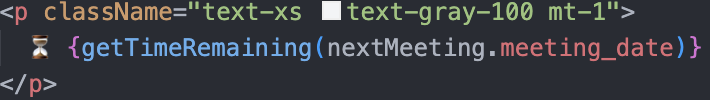 <p className="text-xs text-gray-100 mt-1">
⏳ {getTimeRemaining(nextMeeting.meeting_date)}
</p>